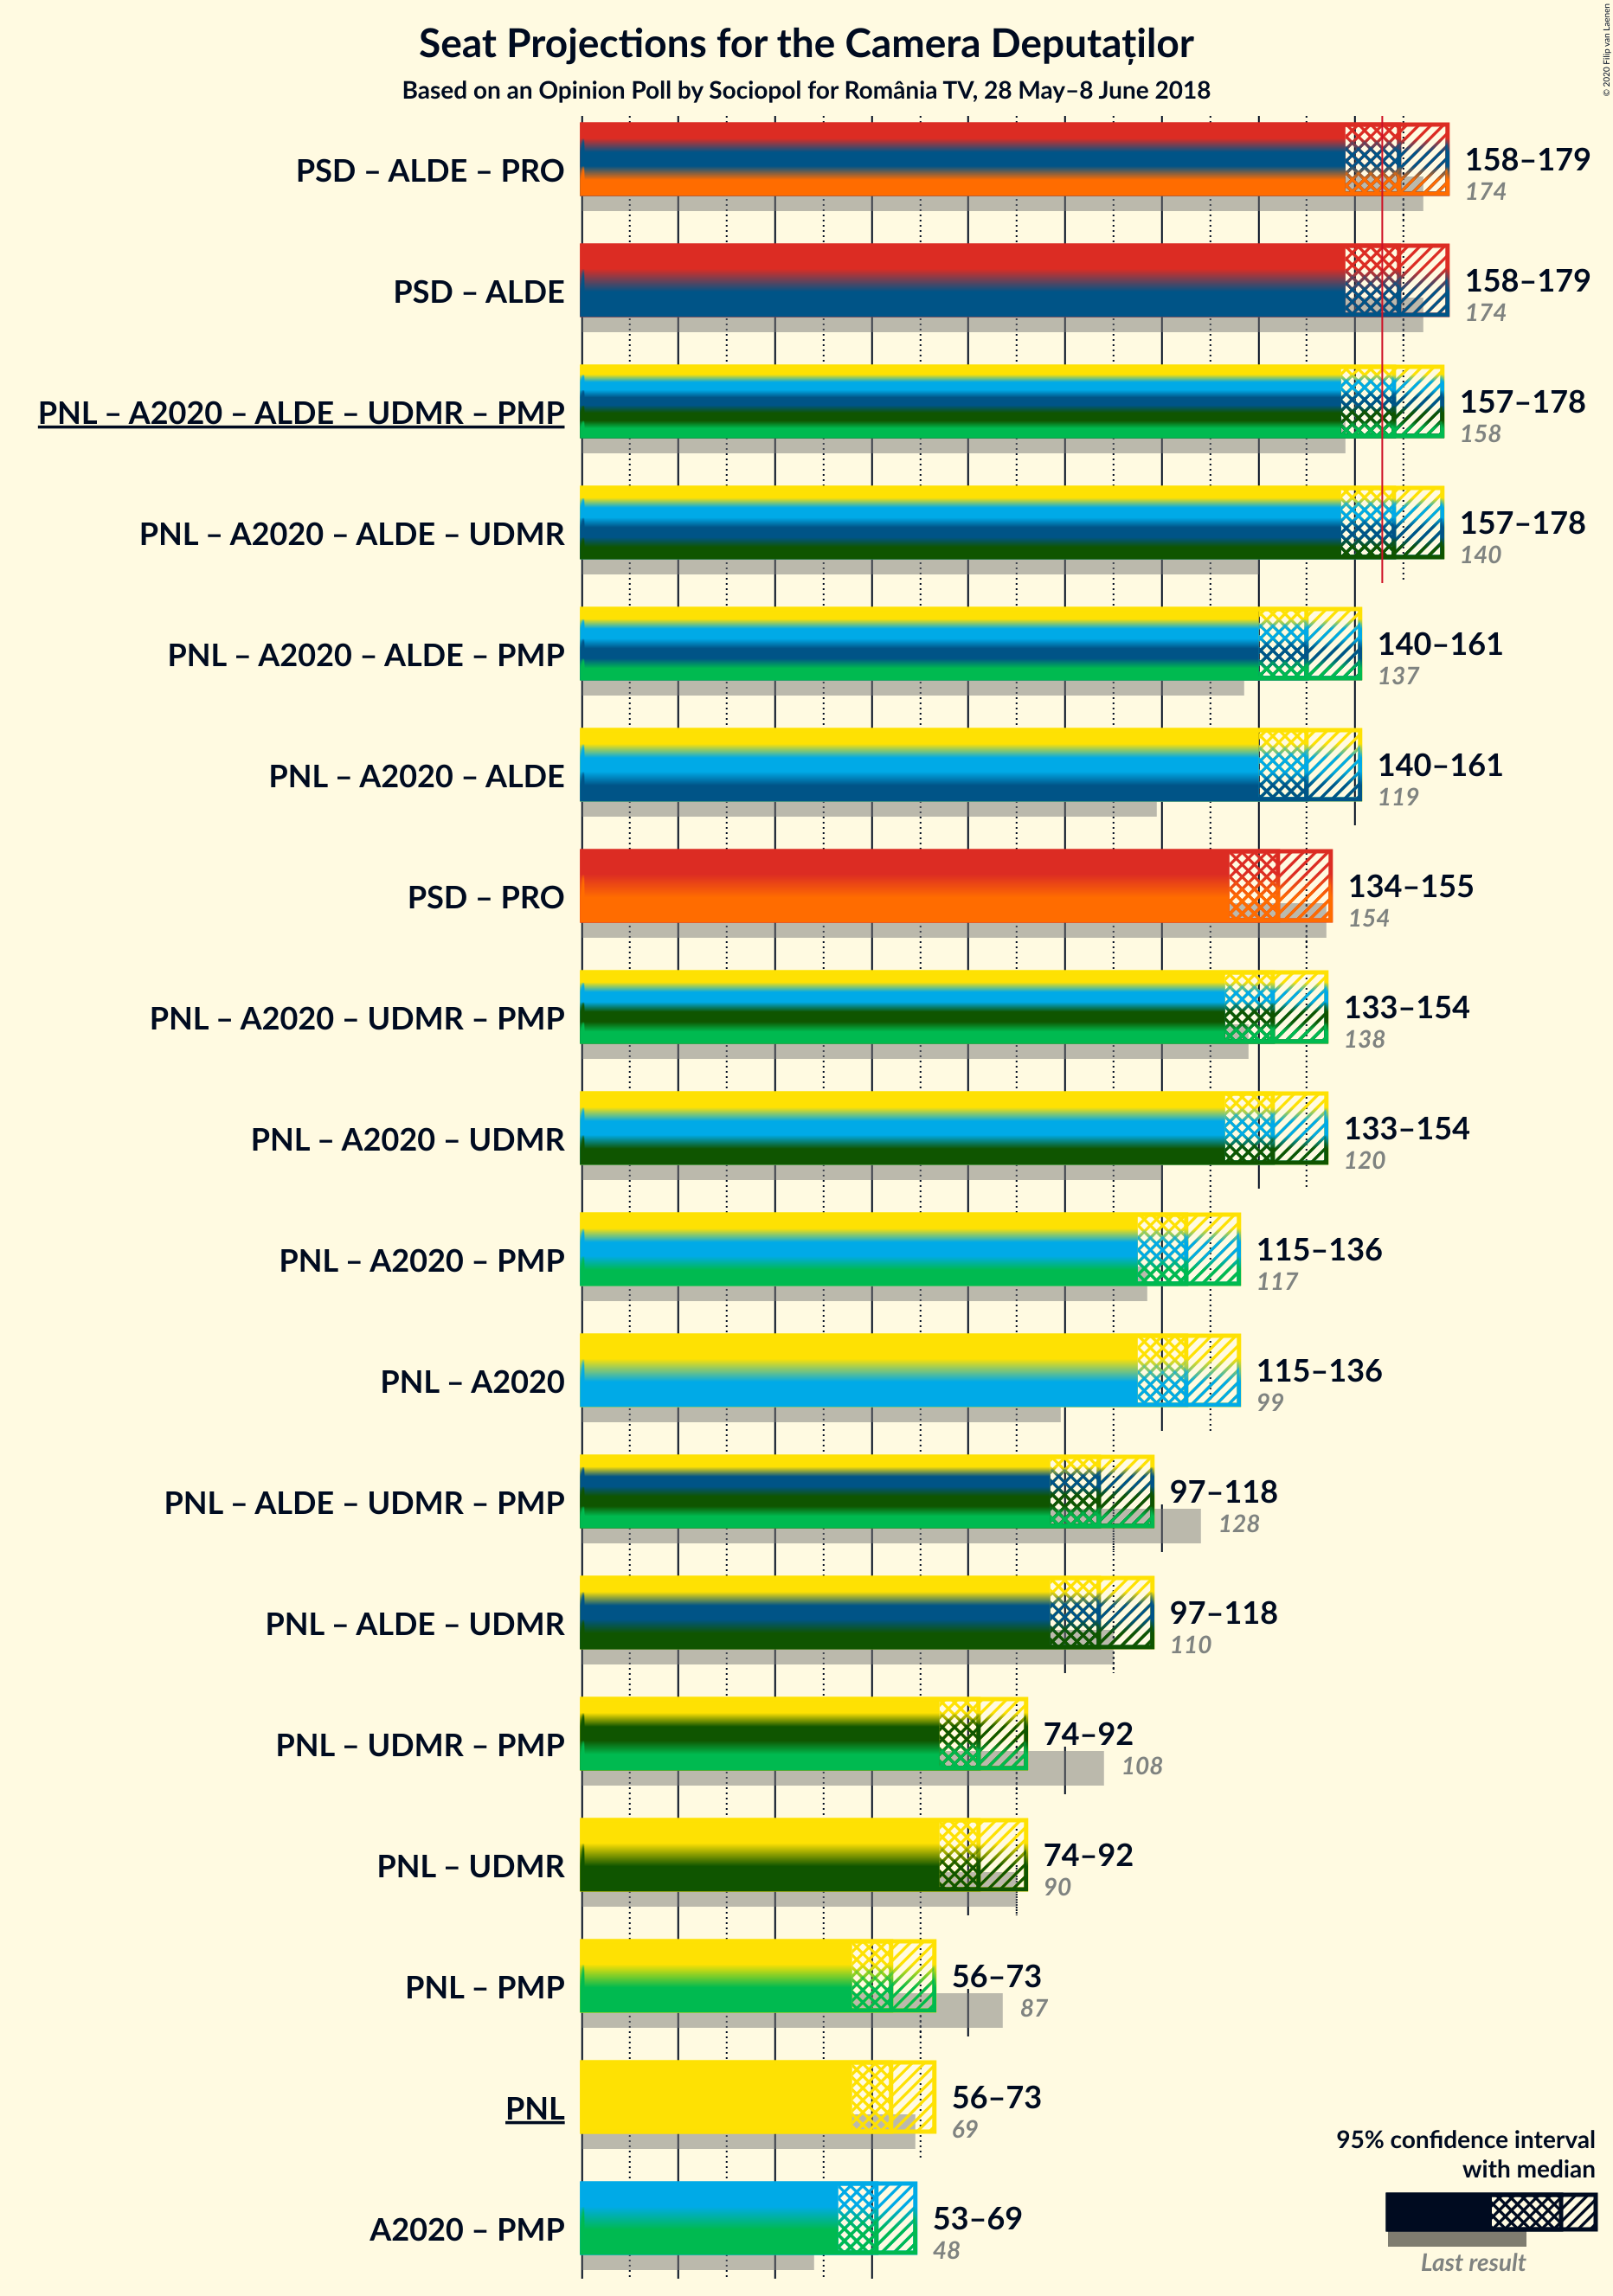 Seat Projections for the Camera Deputaților
Based on an Opinion Poll by Sociopol for România TV, 28 May–8 June 2018
© 2020 Filip van Laenen
PSD – ALDE – PRO
158–179
174
PSD – ALDE
158–179
174
PNL – A2020 – ALDE – UDMR – PMP
157–178
158
PNL – A2020 – ALDE – UDMR
157–178
140
PNL – A2020 – ALDE – PMP
140–161
137
PNL – A2020 – ALDE
140–161
119
PSD – PRO
134–155
154
PNL – A2020 – UDMR – PMP
133–154
138
PNL – A2020 – UDMR
133–154
120
PNL – A2020 – PMP
115–136
117
PNL – A2020
115–136
99
PNL – ALDE – UDMR – PMP
97–118
128
PNL – ALDE – UDMR
97–118
110
PNL – UDMR – PMP
74–92
108
PNL – UDMR
74–92
90
PNL – PMP
56–73
87
PNL
56–73
69
A2020 – PMP
53–69
48
95% confidence interval
with median
Last result